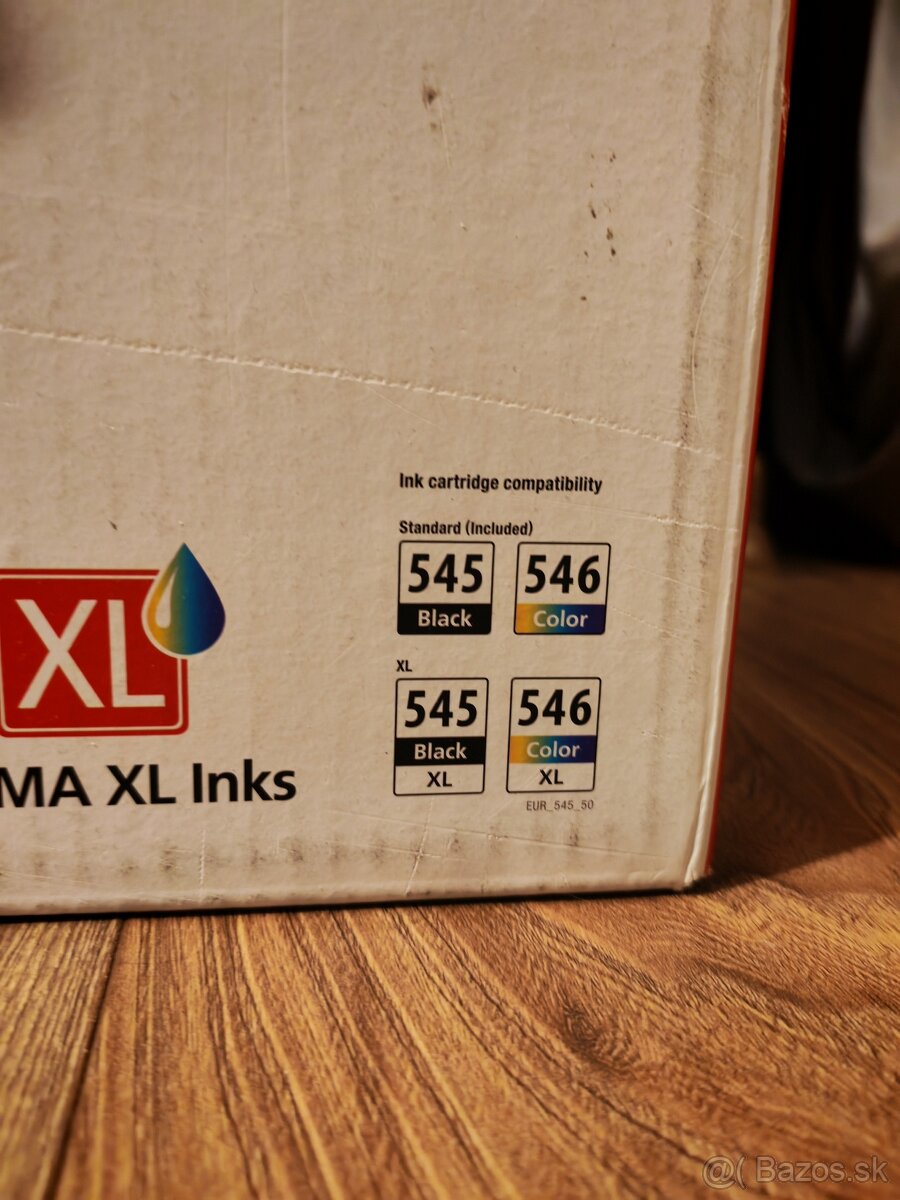 Ink cartridge compatibility
Standard (Included)
545 546
Black Color
XL
XL
545 546
Black Color
XL XL
EUR_545_50
MA XL Inks
@( Bazos.sk